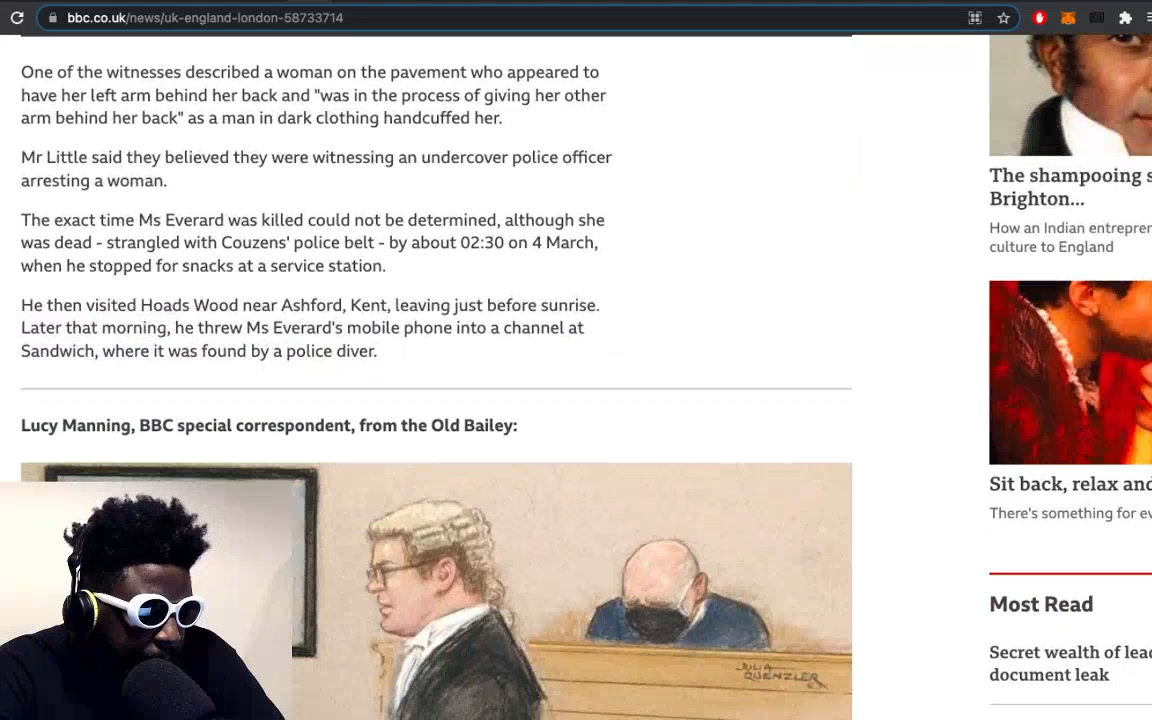 bbc.co.uk/news/uk-england-london-58733714
One of the witnesses described a woman on the pavement who appeared to
have her left arm behind her back and "was in the process of giving her other
arm behind her back" as a man in dark clothing handcuffed her.
Mr Little said they believed they were witnessing an undercover police officer
arresting a woman.
The exact time Ms Everard was killed could not be determined, although she
was dead - strangled with Couzens' police belt - by about 02:30 on 4 March,
when he stopped for snacks at a service station.
He then visited Hoads Wood near Ashford, Kent, leaving just before sunrise.
Later that morning, he threw Ms Everard's mobile phone into a channel at
Sandwich, where it was found by a police diver.
Lucy Manning, BBC special correspondent, from the Old Bailey:
JULIA
QUENZLER
The shampooing s
Brighton...
How an Indian entrepren
culture to England
Sit back, relax and
There's something for ev
Most Read
Secret wealth of lead
document leak